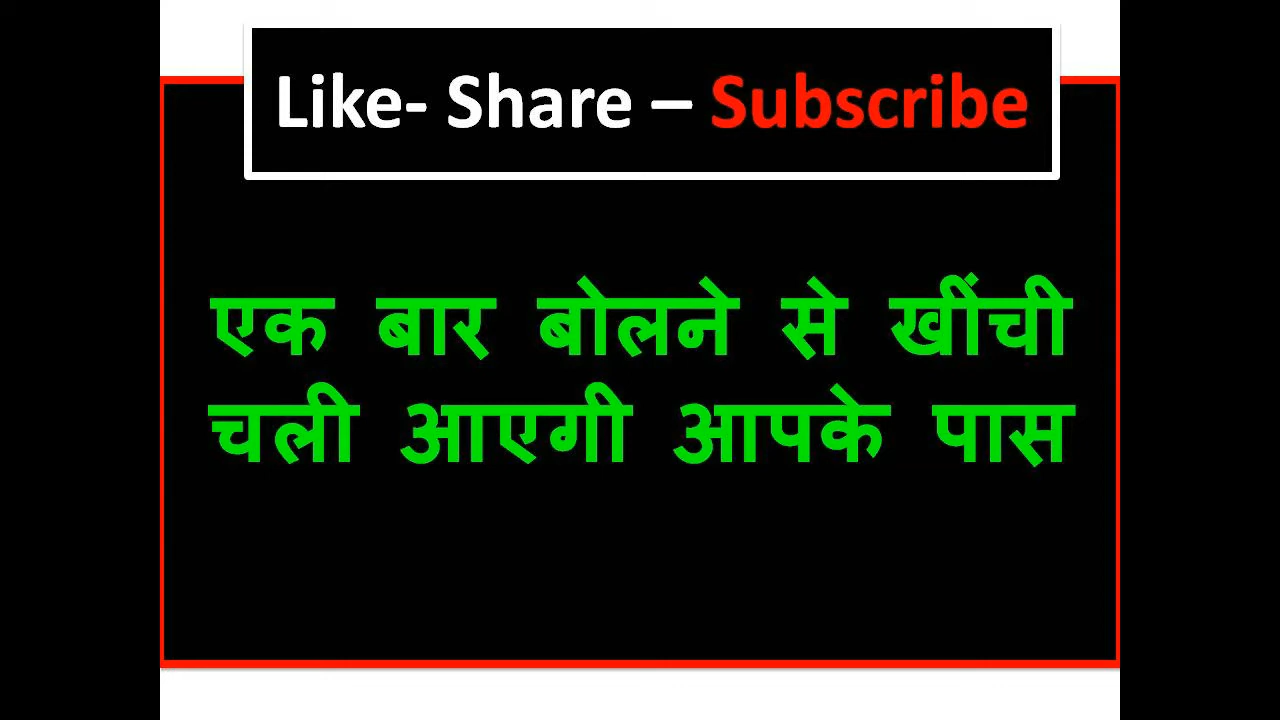 Like- Share – Subscribe
एक बार बोलने से खींची
चली आएगी आपके पास